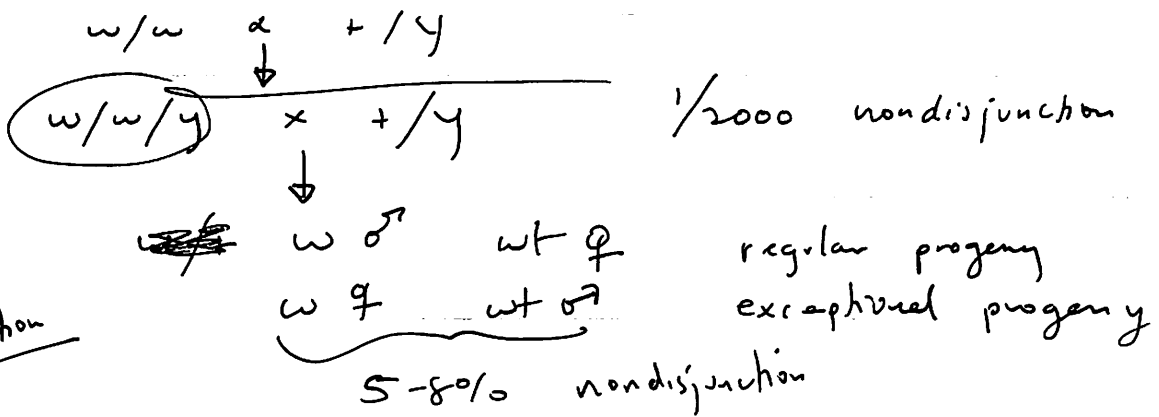 w/w x +/Y
↓
w/w/y x +/Y 1/2000 nondisjunction
↓
w ♂ wt ♀ regular progeny
w ♀ wt ♂ exceptional progeny
5-8% nondisjunction